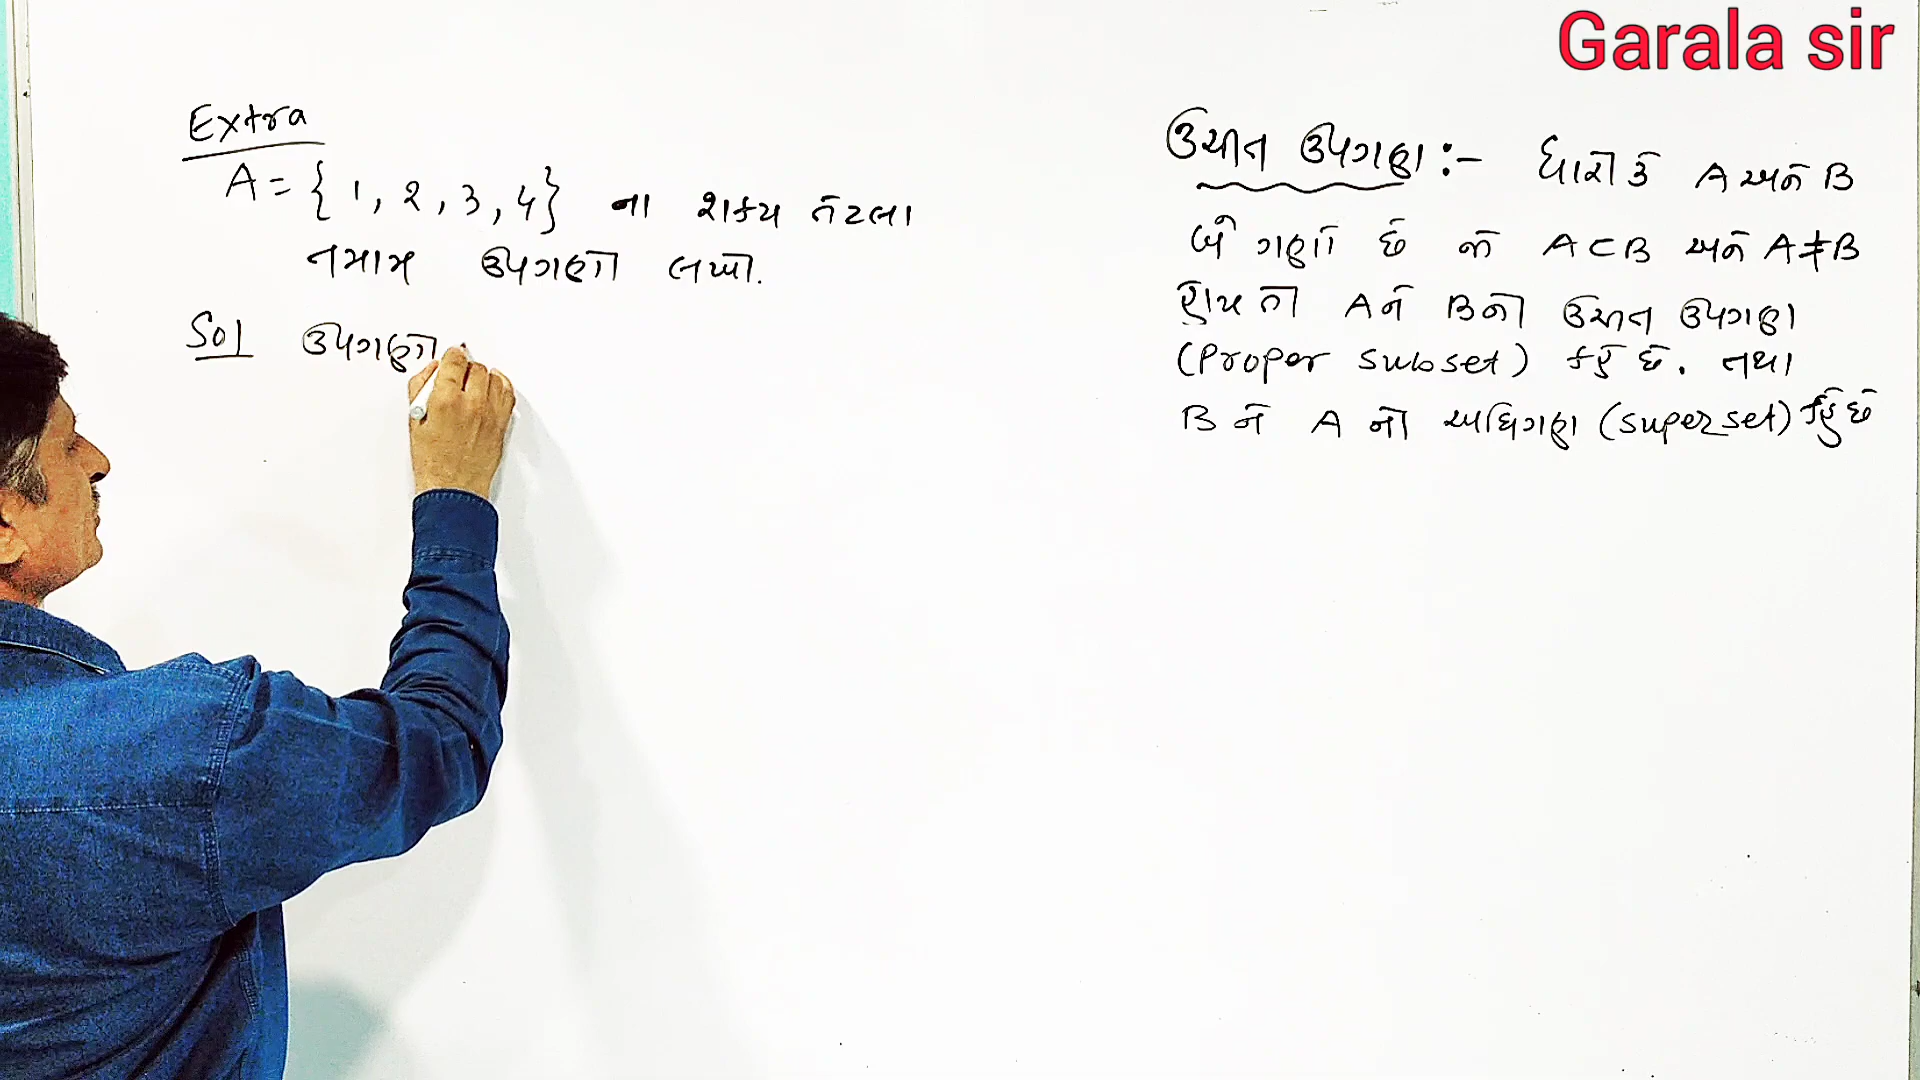 Garala sir
Extra
A = { 1, 2, 3, 4} ના શક્ય તેટલા
તમામ ઉપગણો લખો.
Sol ઉપગણો
ઉચીત ઉપગણ :- ધારો કે A અને B
બે ગણો છે જો A ⊂ B અને A ≠ B
હોય તો A ને B નો ઉચીત ઉપગણ
(Proper subset) કહે છે. તથા
B ને A નો અધિગણ (superset) કહે છે